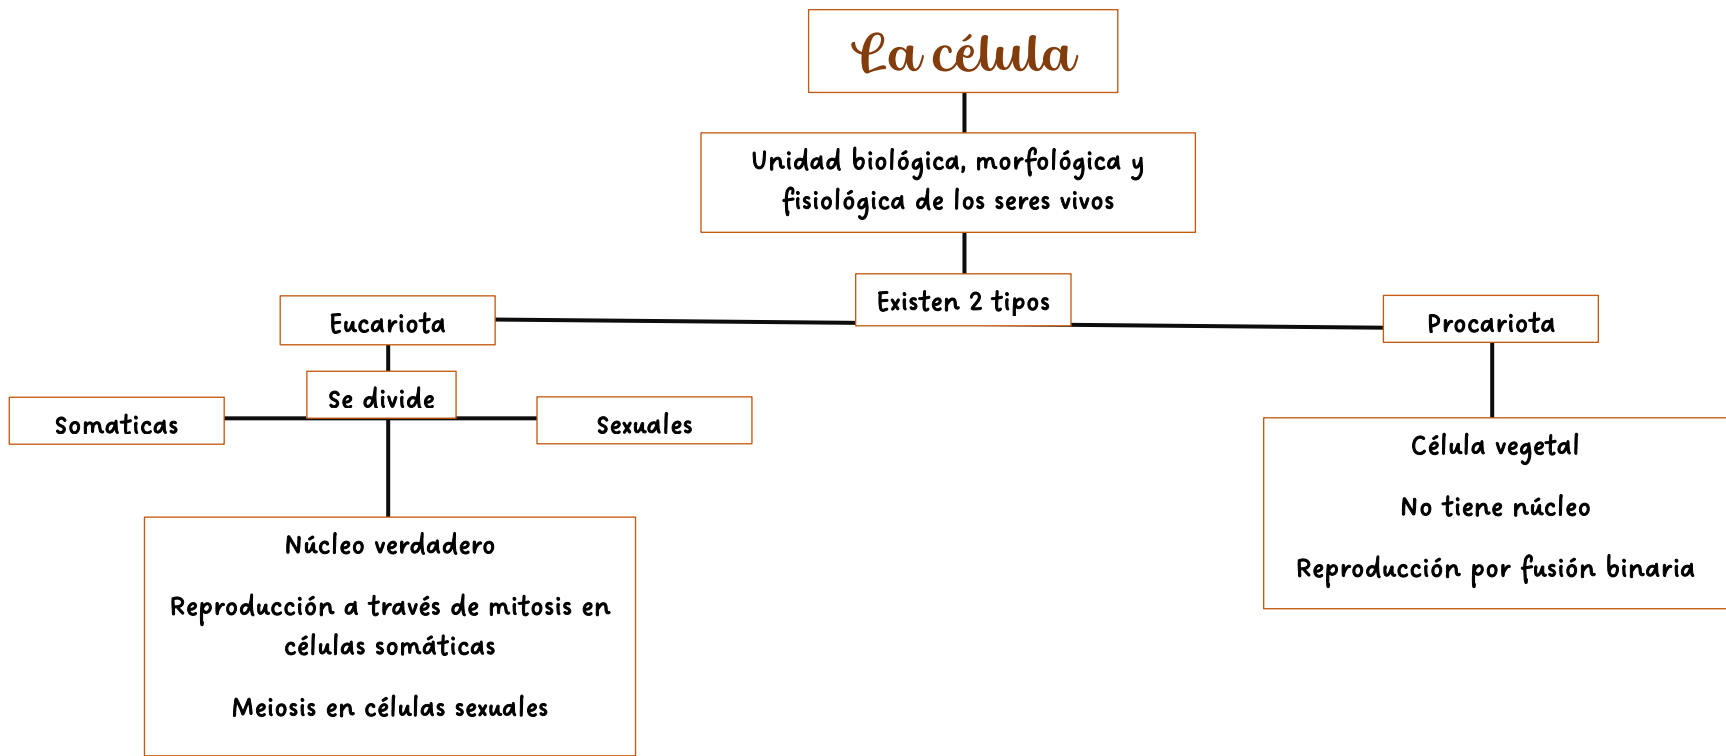 La célula
Unidad biológica, morfológica y
fisiológica de los seres vivos
Existen 2 tipos
Eucariota
Procariota
Se divide
Somaticas
Sexuales
Núcleo verdadero
Reproducción a través de mitosis en
células somáticas
Meiosis en células sexuales
Célula vegetal
No tiene núcleo
Reproducción por fusión binaria